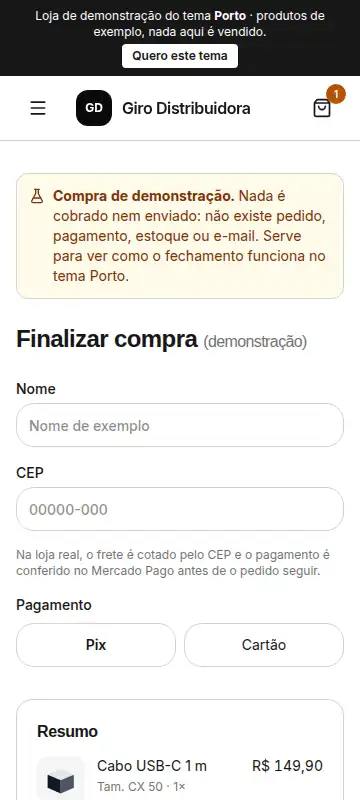 Loja de demonstração do tema Porto · produtos de
exemplo, nada aqui é vendido.
Quero este tema
GD
Giro Distribuidora
1
Compra de demonstração. Nada é
cobrado nem enviado: não existe pedido,
pagamento, estoque ou e-mail. Serve
para ver como o fechamento funciona no
tema Porto.
Finalizar compra (demonstração)
Nome
Nome de exemplo
CEP
00000-000
Na loja real, o frete é cotado pelo CEP e o pagamento é
conferido no Mercado Pago antes de o pedido seguir.
Pagamento
Pix
Cartão
Resumo
Cabo USB-C 1 m R$ 149,90
Tam. CX 50 · 1×